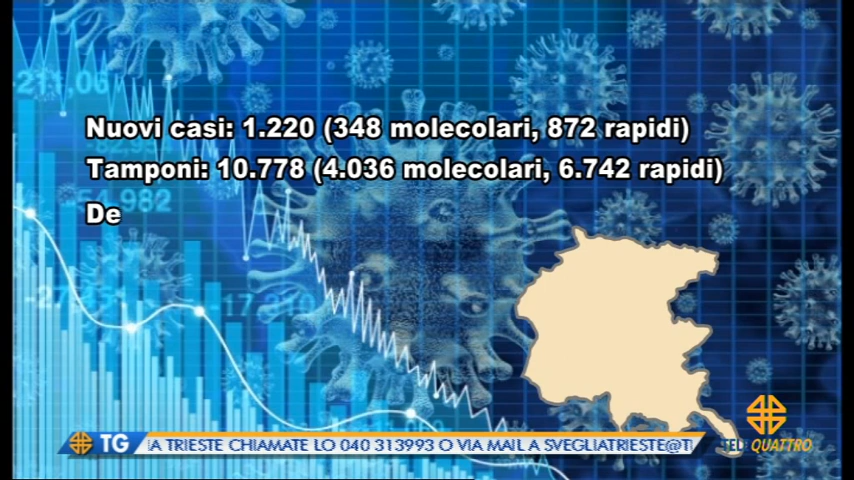 Nuovi casi: 1.220 (348 molecolari, 872 rapidi)
Tamponi: 10.778 (4.036 molecolari, 6.742 rapidi)
De
TG
A TRIESTE CHIAMATE LO 040 313993 O VIA MAIL A SVEGLIATRIESTE@T
QUATTRO